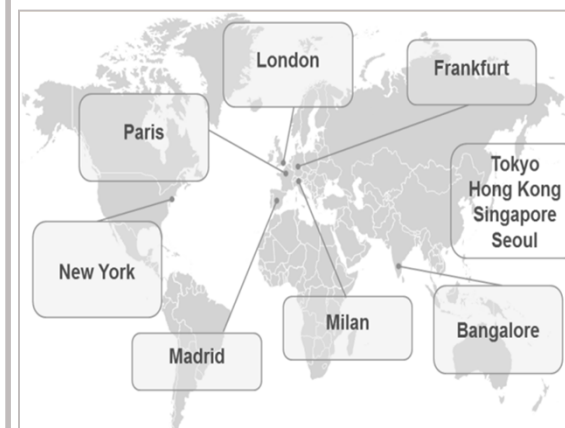 London
Frankfurt
Paris
Tokyo
Hong Kong
Singapore
Seoul
New York
Milan
Bangalore
Madrid